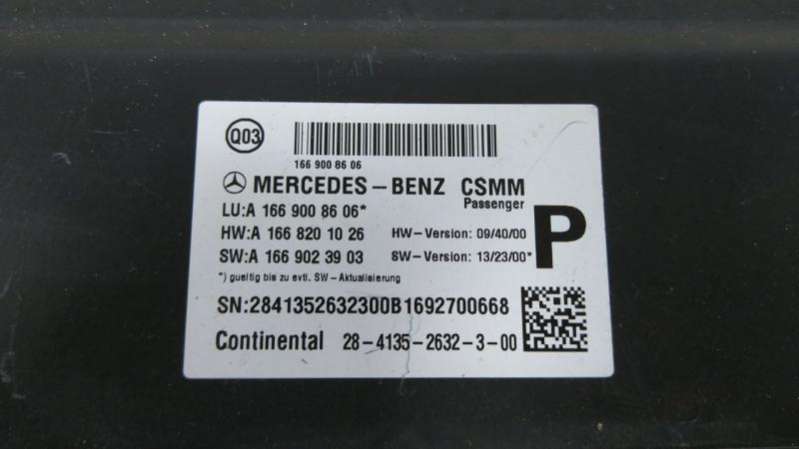 Q03
166 900 86 06
MERCEDES-BENZ CSMM
Passenger
LU:A 166 900 86 06*
HW:A 166 820 10 26 HW-Version: 09/40/00
SW:A 166 902 39 03 SW-Version: 13/23/00*
P
*) gueltig bis zu evtl. SW-Aktualisierung
SN:2841352632300B1692700668
Continental 28-4135-2632-3-00